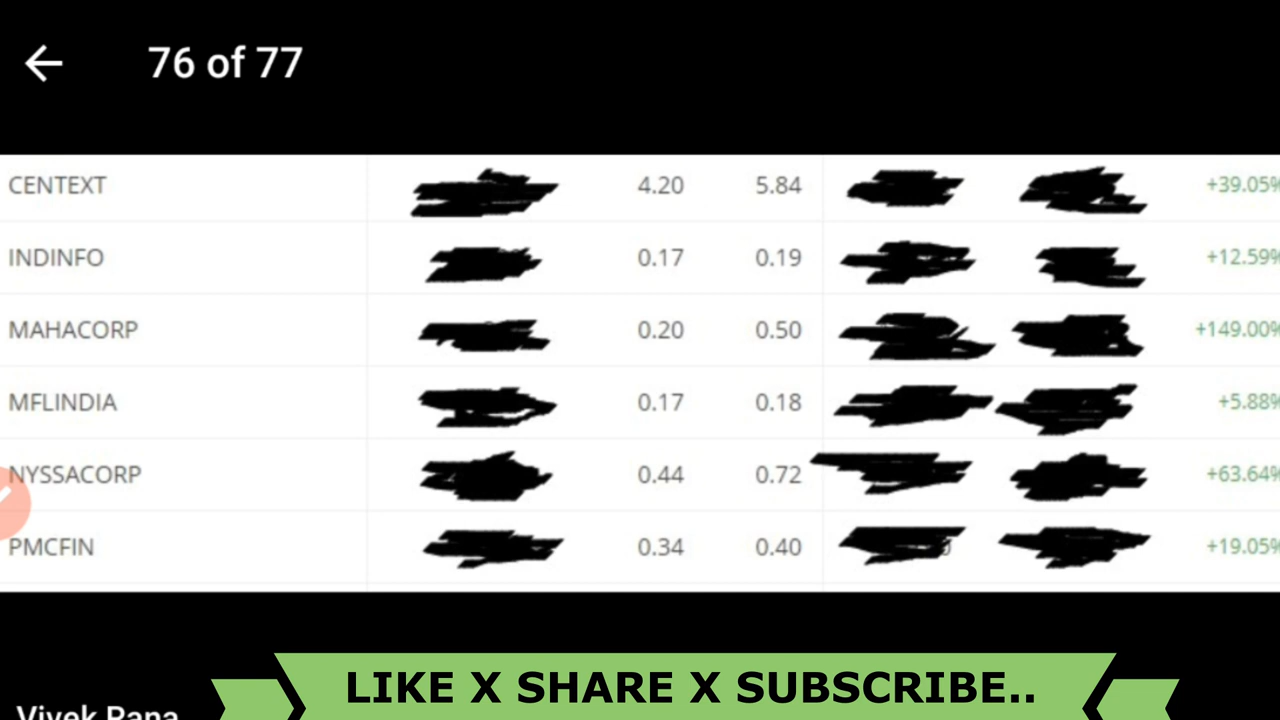 76 of 77
CENTEXT 4.20 5.84 +39.05%
INDINFO 0.17 0.19 +12.59%
MAHACORP 0.20 0.50 +149.00%
MFLINDIA 0.17 0.18 +5.88%
NYSSACORP 0.44 0.72 +63.64%
PMCFIN 0.34 0.40 +19.05%
LIKE X SHARE X SUBSCRIBE..
Vivek Rana